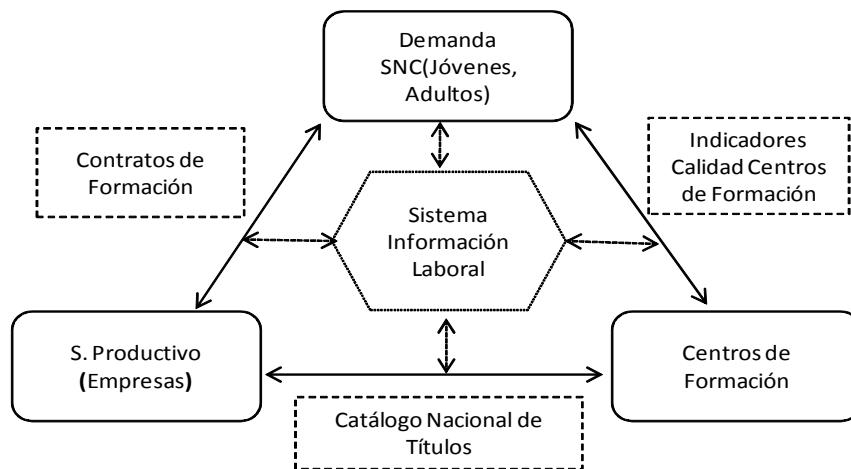 Demanda
SNC(Jóvenes,
Adultos)
Contratos de
Formación
Indicadores
Calidad Centros
de Formación
Sistema
Información
Laboral
S. Productivo
(Empresas)
Centros de
Formación
Catálogo Nacional de
Títulos